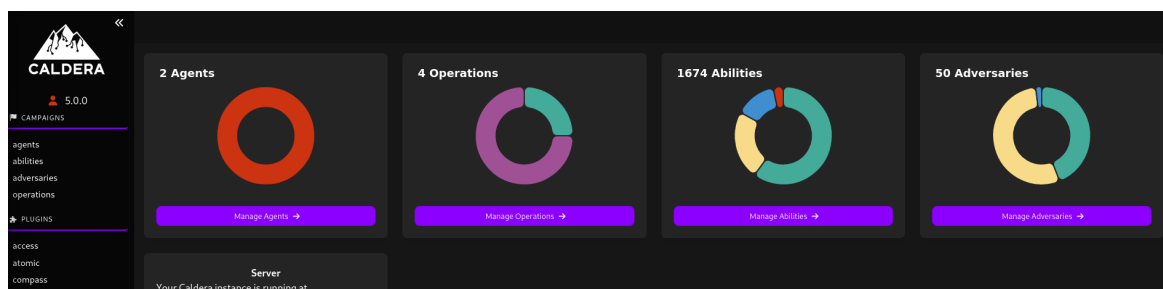 CALDERA
5.0.0
CAMPAIGNS
agents
abilities
adversaries
operations
PLUGINS
access
atomic
compass
2 Agents
Manage Agents →
4 Operations
Manage Operations →
1674 Abilities
Manage Abilities →
50 Adversaries
Manage Adversaries →
Server
Your Caldera instance is running at